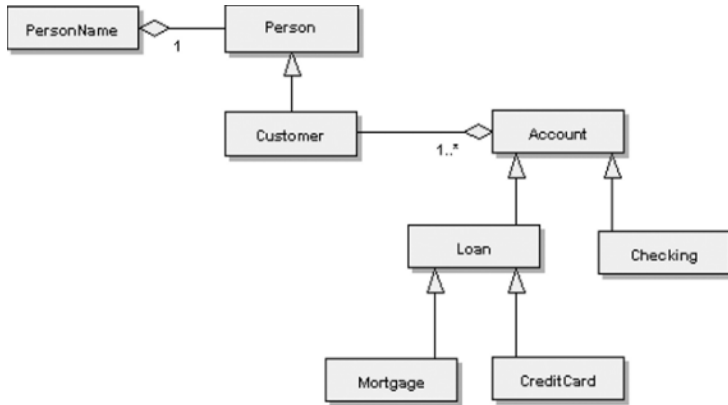 PersonName
1
Person
Customer
1..*
Account
Loan
Checking
Mortgage
CreditCard